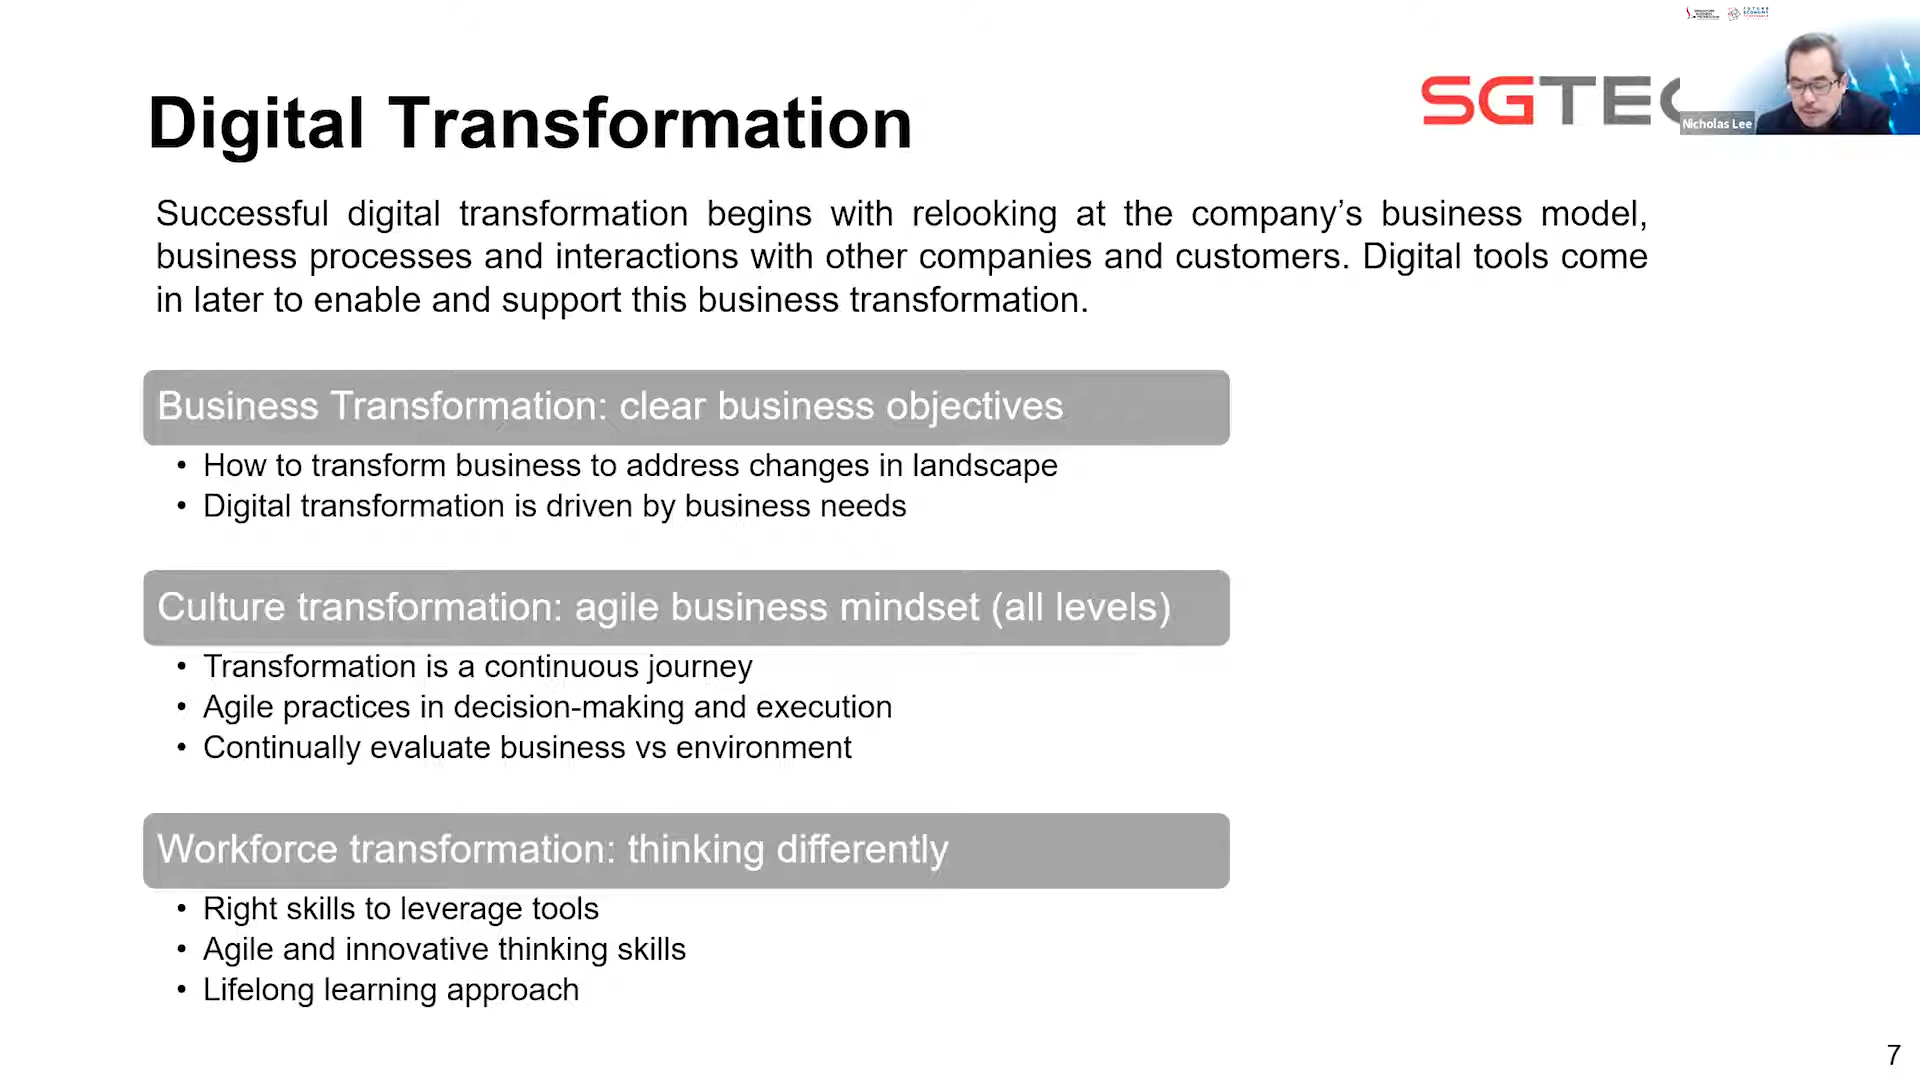 Digital Transformation
SGTEC
Nicholas Lee
Successful digital transformation begins with relooking at the company’s business model,
business processes and interactions with other companies and customers. Digital tools come
in later to enable and support this business transformation.
Business Transformation: clear business objectives
• How to transform business to address changes in landscape
• Digital transformation is driven by business needs
Culture transformation: agile business mindset (all levels)
• Transformation is a continuous journey
• Agile practices in decision-making and execution
• Continually evaluate business vs environment
Workforce transformation: thinking differently
• Right skills to leverage tools
• Agile and innovative thinking skills
• Lifelong learning approach
7